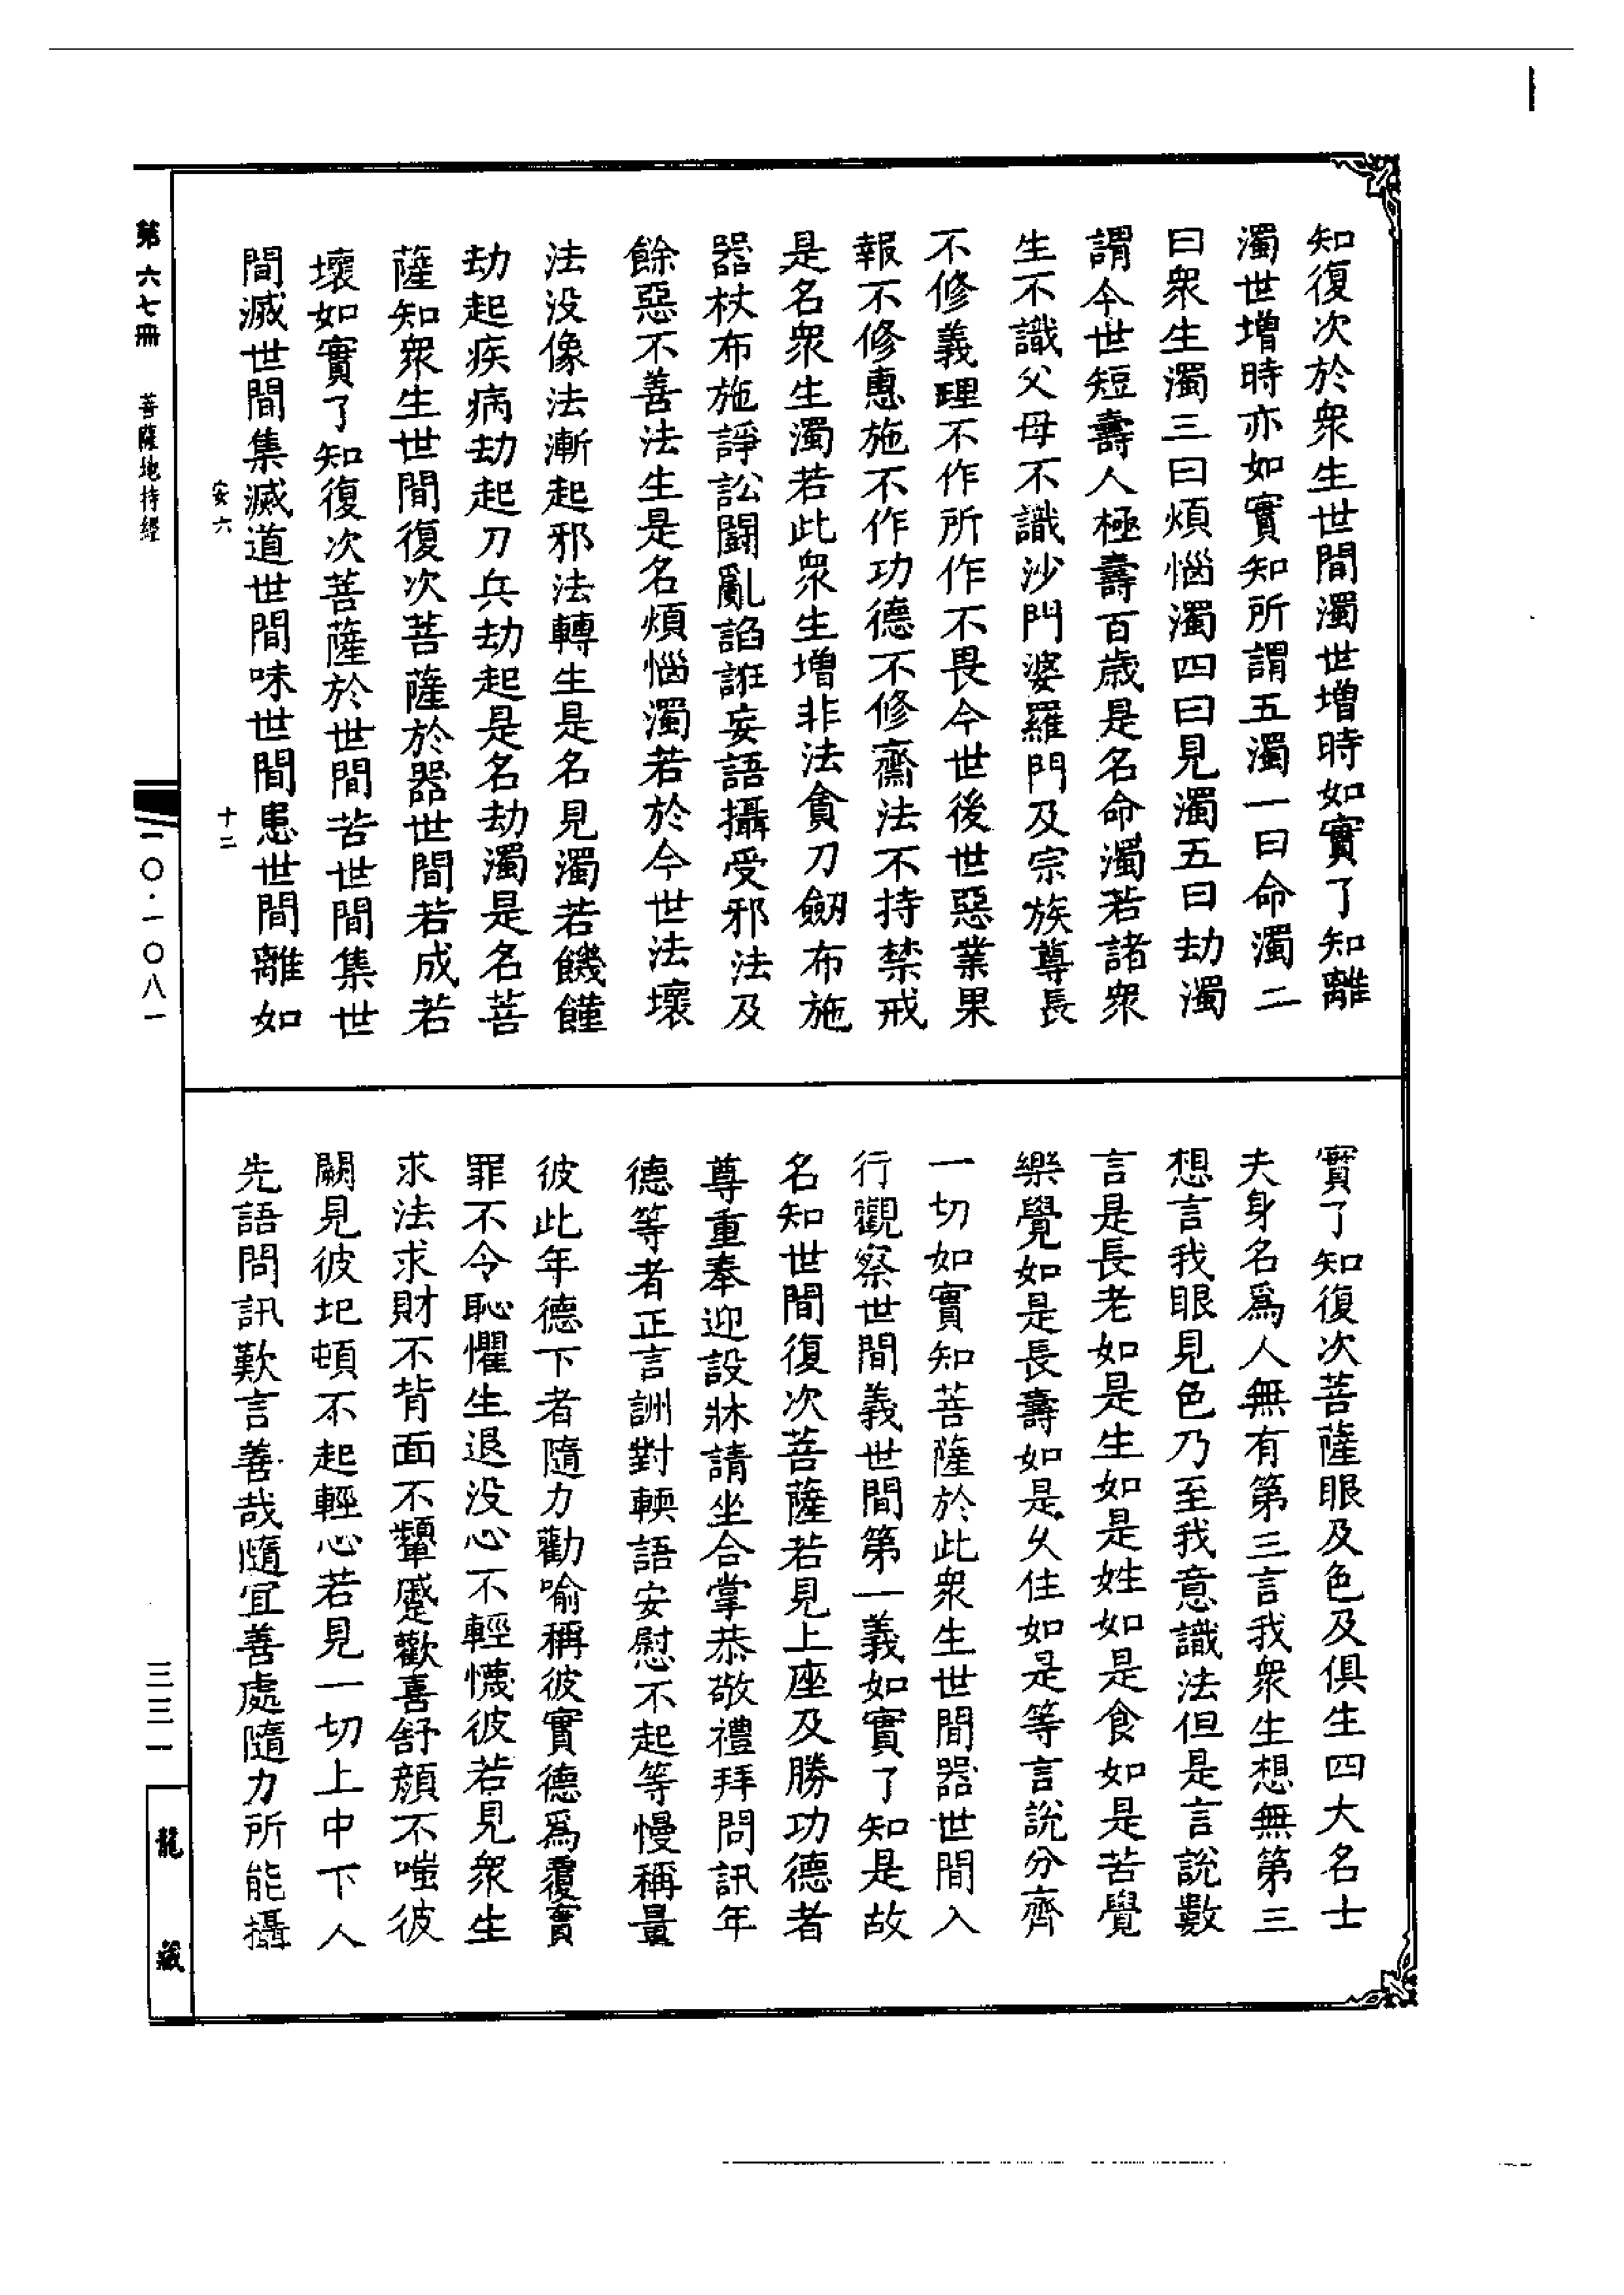 知復次於衆生世間濁世增時如實了知離
濁世增時亦如實知所謂五濁一曰命濁二
曰衆生濁三曰煩惱濁四曰見濁五曰劫濁
謂今世短壽人極壽百歲是名命濁若諸衆
生不識父母不識沙門婆羅門及宗族尊長
不修義理不作所作不畏今世後世惡業果
報不修惠施不作功德不修齋法不持禁戒
是名衆生濁若此衆生增非法貪刀劒布施
器杖布施諍訟鬪亂諂誑妄語攝受邪法及
餘惡不善法生是名煩惱濁若於今世法壞
法没像法漸起邪法轉生是名見濁若饑饉
劫起疾病劫起刀兵劫起是名劫濁是名菩
薩知衆生世間復次菩薩於器世間若成若
壞如實了知復次菩薩於世間苦世間集世
間滅世間集滅道世間味世間患世間離如
實了知復次菩薩眼及色及俱生四大名士
夫身名爲人無有第三言我衆生想無第三
想言我眼見色乃至我意識法但是言說數
言是長老如是生如是姓如是食如是苦覺
樂覺如是長壽如是久住如是等言說分齊
一切如實知菩薩於此衆生世間器世間入
行觀察世間義世間第一義如實了知是故
名知世間復次菩薩若見上座及勝功德者
尊重奉迎設牀請坐合掌恭敬禮拜問訊年
德等者正言詶對輭語安慰不起等慢稱量
彼此年德下者隨力勸喻稱彼實德爲覆實
罪不令恥懼生退没心不輕懱彼若見衆生
求法求財不背面不顰蹙歡喜舒顔不嗤彼
闕見彼圯頓不起輕心若見一切上中下人
先語問訊歎言善哉隨宜善處隨力所能攝
安六
十二
第六七冊
菩薩地持經
一〇·一〇八一
三三一
龍藏